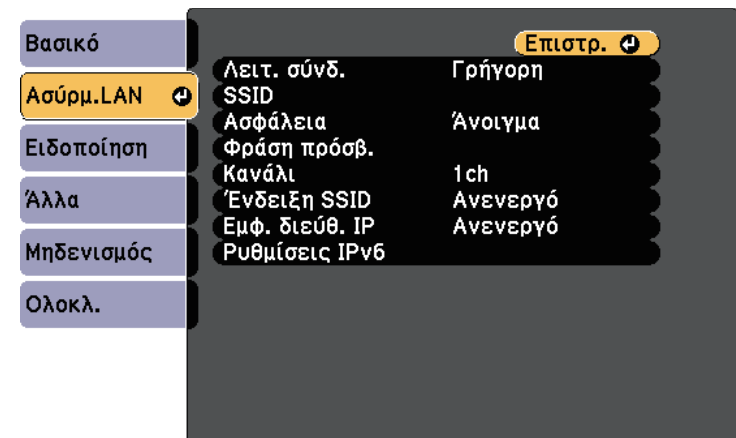 Βασικό
Ασύρμ.LAN
Ειδοποίηση
Άλλα
Μηδενισμός
Ολοκλ.
Επιστρ.
Λειτ. σύνδ. Γρήγορη
SSID
Ασφάλεια Άνοιγμα
Φράση πρόσβ.
Κανάλι 1ch
Ένδειξη SSID Ανενεργό
Εμφ. διεύθ. IP Ανενεργό
Ρυθμίσεις IPv6